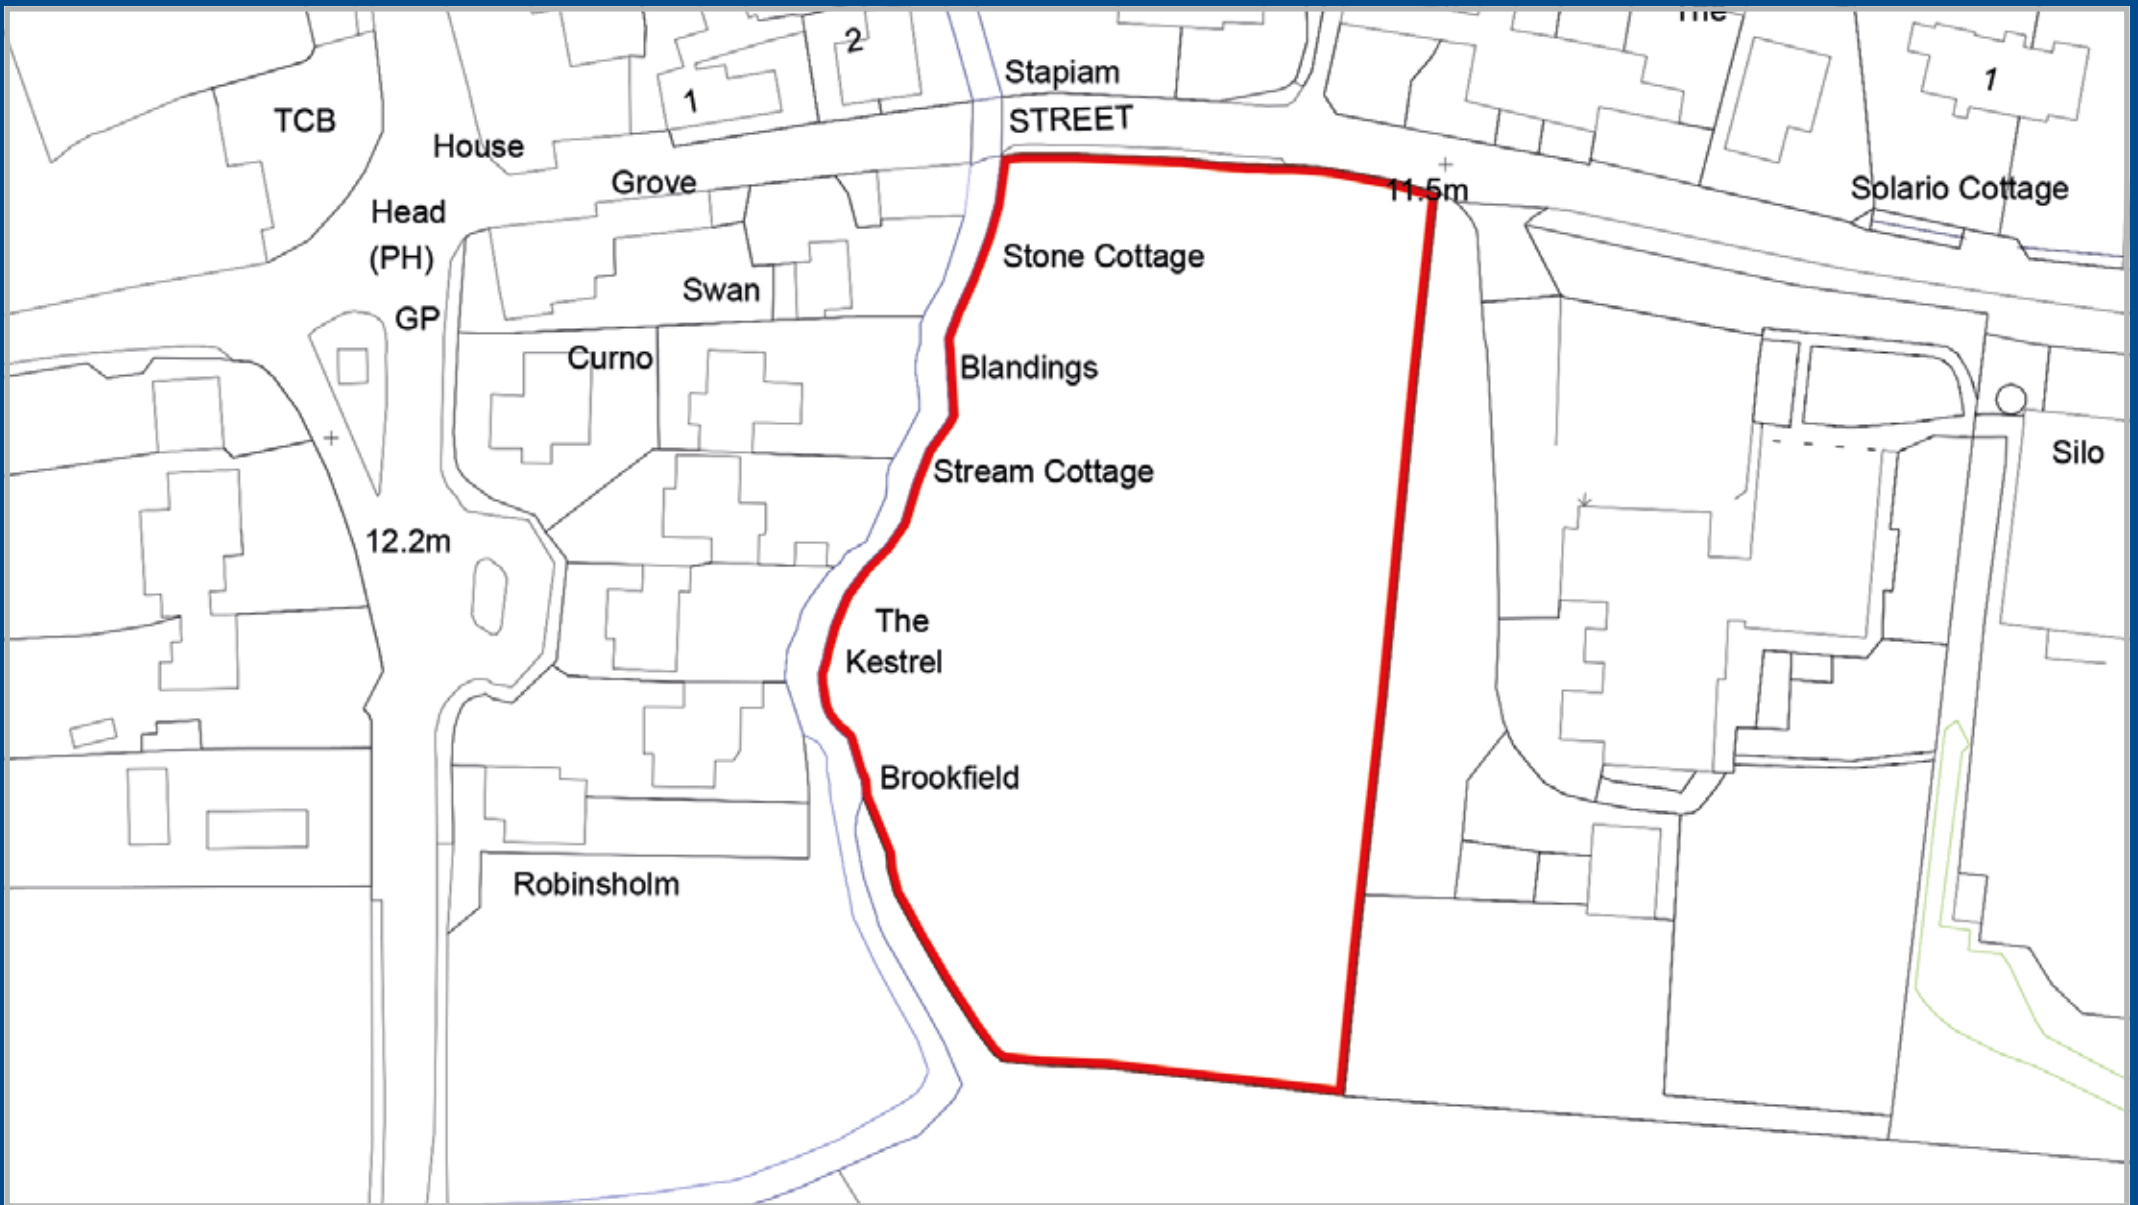 The
2
1
1
Stapiam
STREET
TCB
House
Grove
11.5m
Solario Cottage
Head
(PH)
Stone Cottage
Swan
GP
Curno
Blandings
Silo
Stream Cottage
12.2m
The
Kestrel
Brookfield
Robinsholm